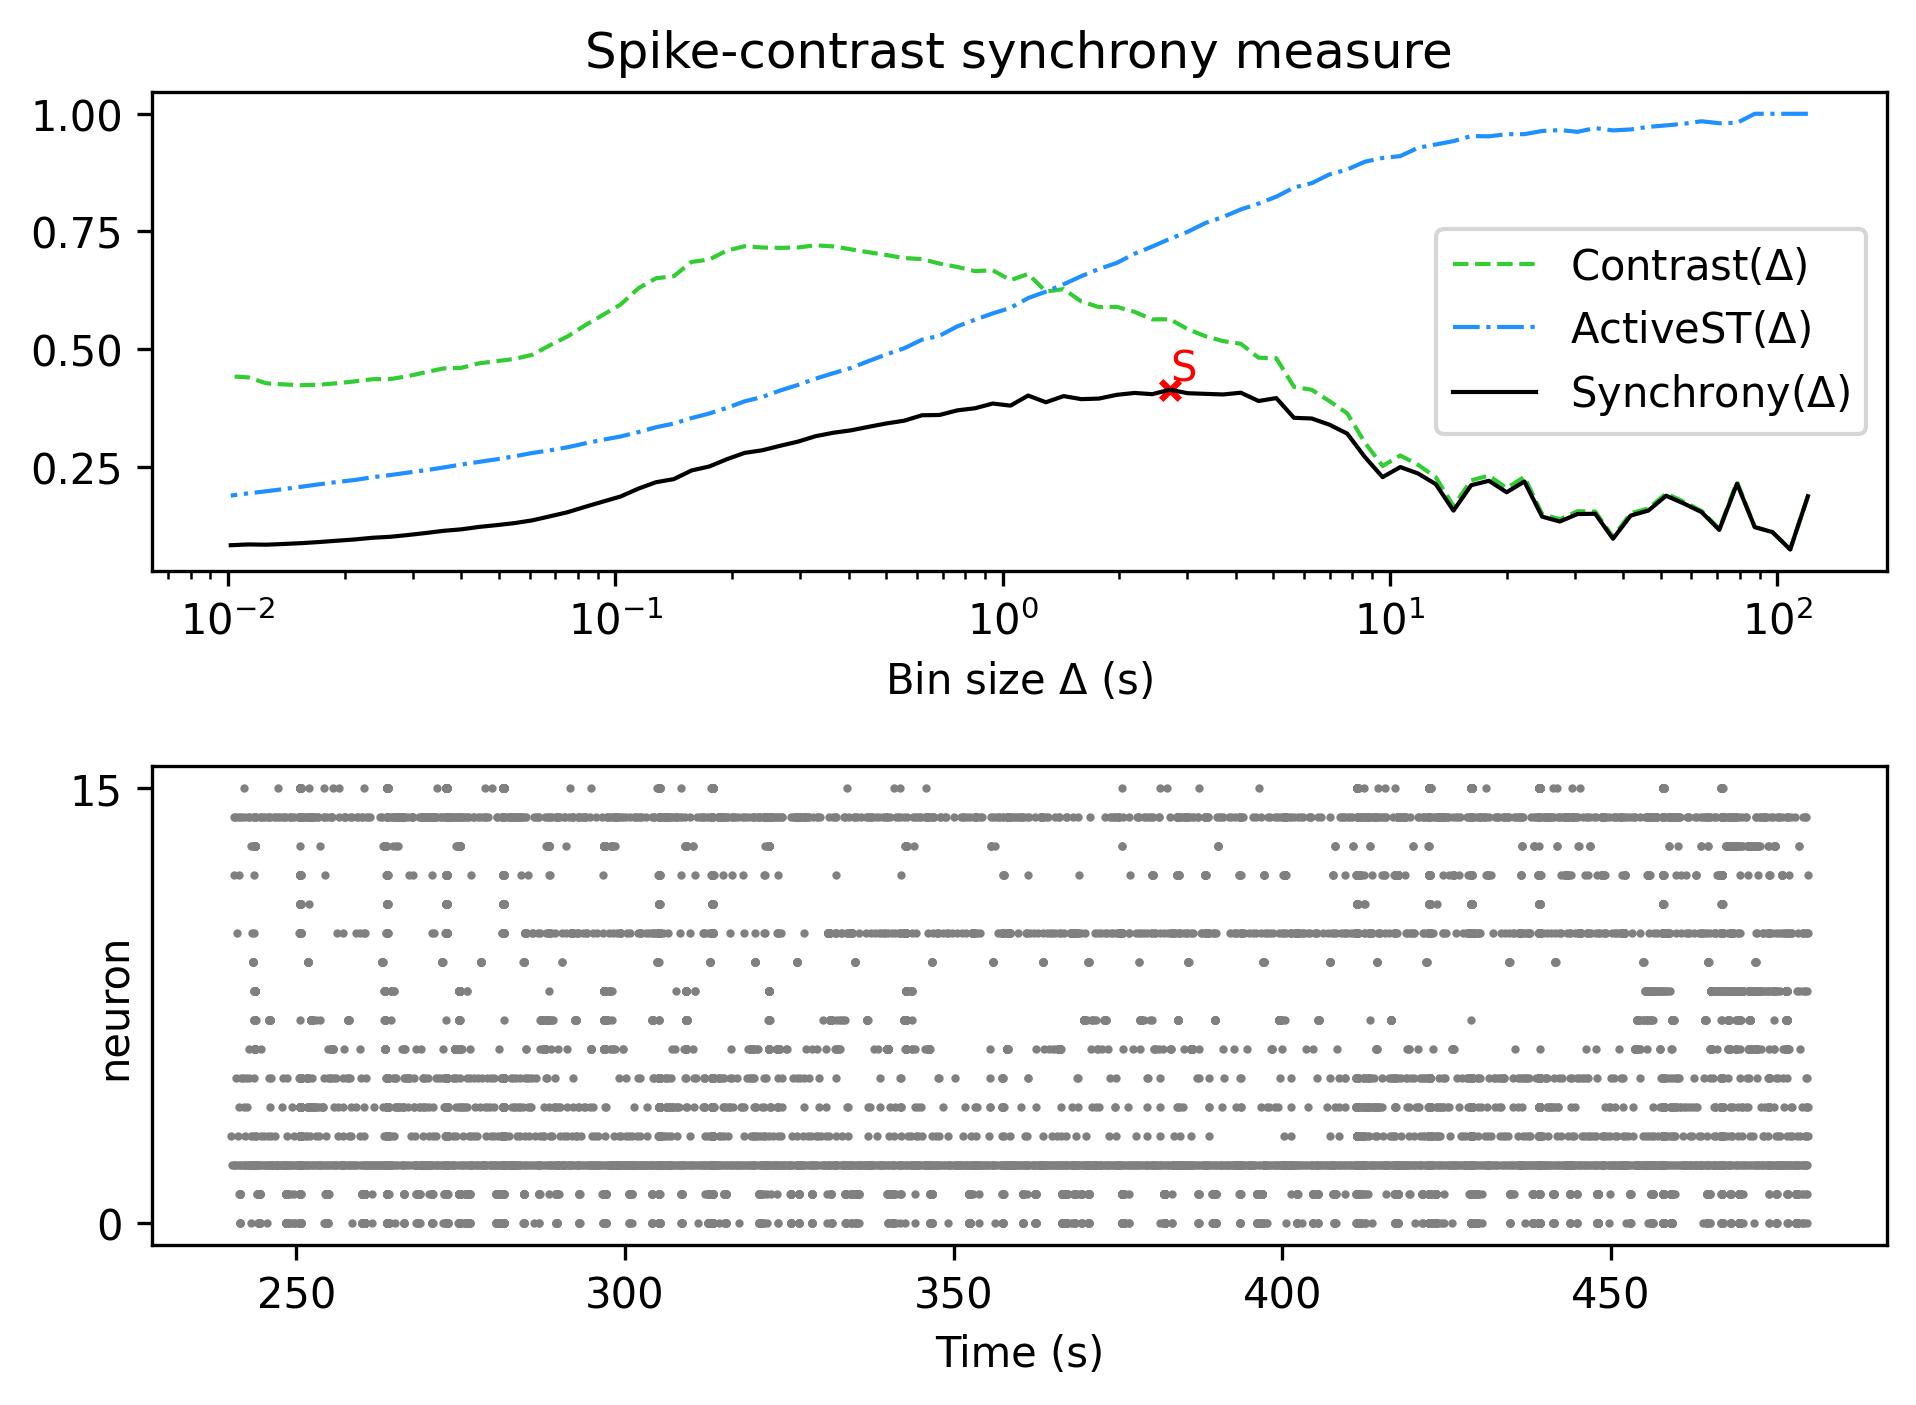 Spike-contrast synchrony measure
1.00
0.75
0.50
0.25
S
Contrast(Δ)
ActiveST(Δ)
Synchrony(Δ)
10⁻² 10⁻¹ 10⁰ 10¹ 10²
Bin size Δ (s)
15
neuron
0
250 300 350 400 450
Time (s)